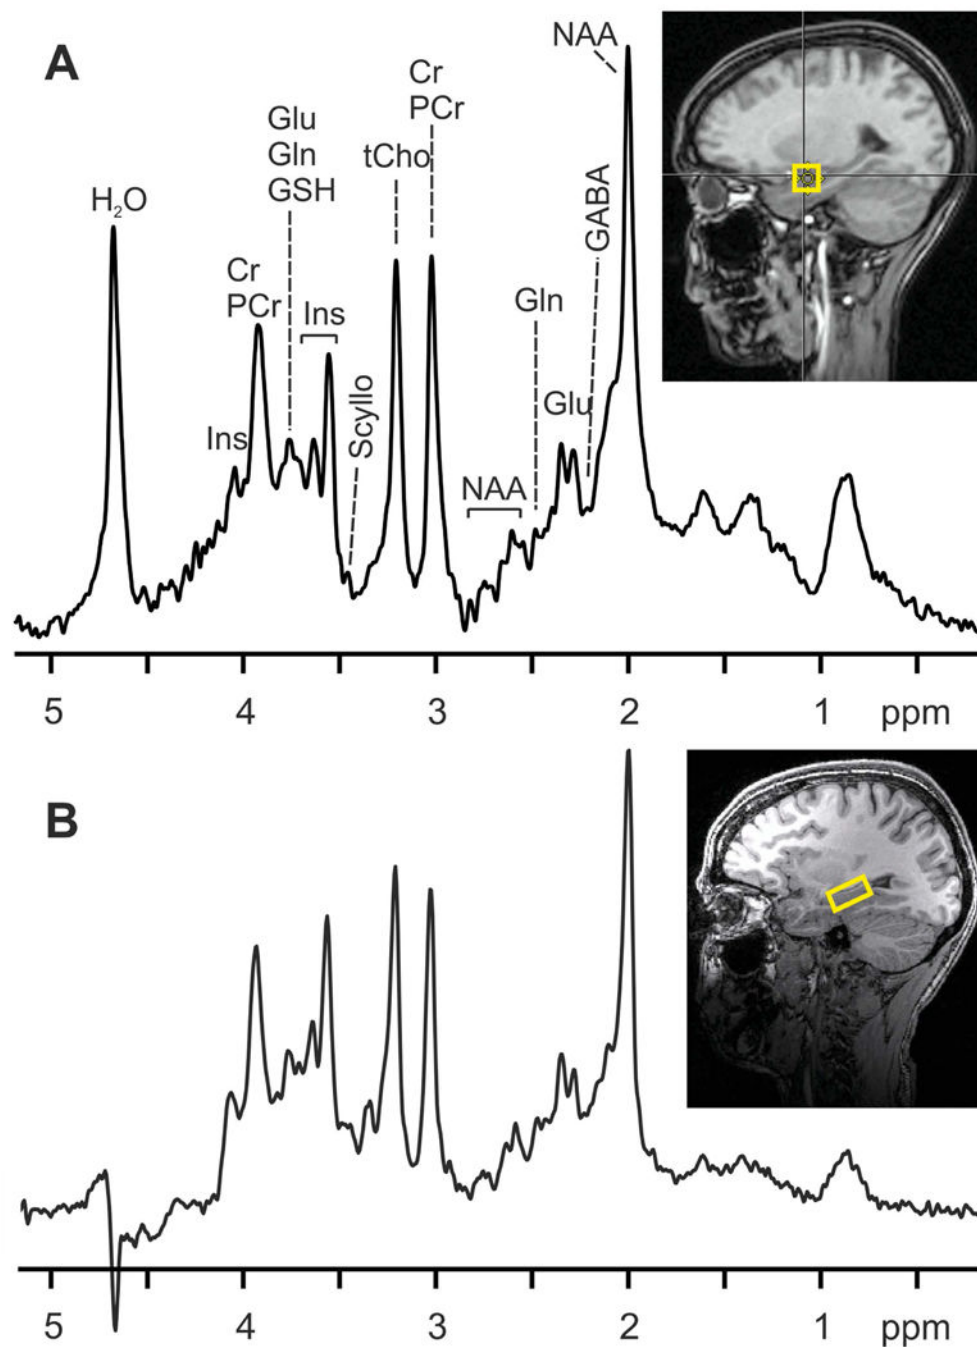 A
H₂O
Ins
Cr
PCr
Glu
Gln
GSH
Ins
Scyllo
tCho
Cr
PCr
NAA
Gln
Glu
GABA
NAA
5 4 3 2 1 ppm
B
5 4 3 2 1 ppm